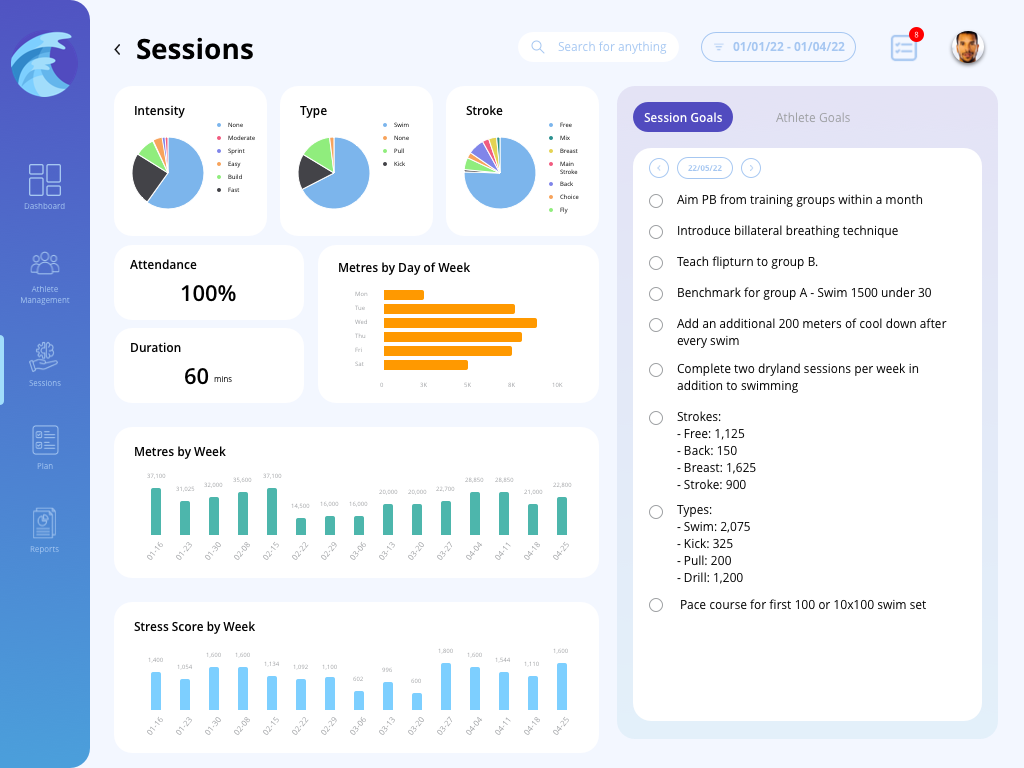 Sessions
Search for anything
01/01/22 - 01/04/22
8
Dashboard
Athlete
Management
Sessions
Plan
Reports
Intensity
None
Moderate
Sprint
Easy
Build
Fast
Type
Swim
None
Pull
Kick
Stroke
Free
Mix
Breast
Main
Stroke
Back
Choice
Fly
Attendance
100%
Duration
60 mins
Metres by Day of Week
Mon
Tue
Wed
Thu
Fri
Sat
0 3K 5K 8K 10K
Metres by Week
37,100 31,025 32,000 35,600 37,100 14,500 16,000 16,000 20,000 20,000 22,700 28,850 28,850 21,000 22,800
01-16 01-23 01-30 02-08 02-15 02-22 02-29 03-06 03-13 03-20 03-27 04-04 04-11 04-18 04-25
Stress Score by Week
1,400 1,054 1,600 1,600 1,134 1,092 1,100 602 996 600 1,800 1,600 1,544 1,110 1,600
01-16 01-23 01-30 02-08 02-15 02-22 02-29 03-06 03-13 03-20 03-27 04-04 04-11 04-18 04-25
Session Goals
Athlete Goals
22/05/22
Aim PB from training groups within a month
Introduce billateral breathing technique
Teach flipturn to group B.
Benchmark for group A - Swim 1500 under 30
Add an additional 200 meters of cool down after
every swim
Complete two dryland sessions per week in
addition to swimming
Strokes:
- Free: 1,125
- Back: 150
- Breast: 1,625
- Stroke: 900
Types:
- Swim: 2,075
- Kick: 325
- Pull: 200
- Drill: 1,200
Pace course for first 100 or 10x100 swim set